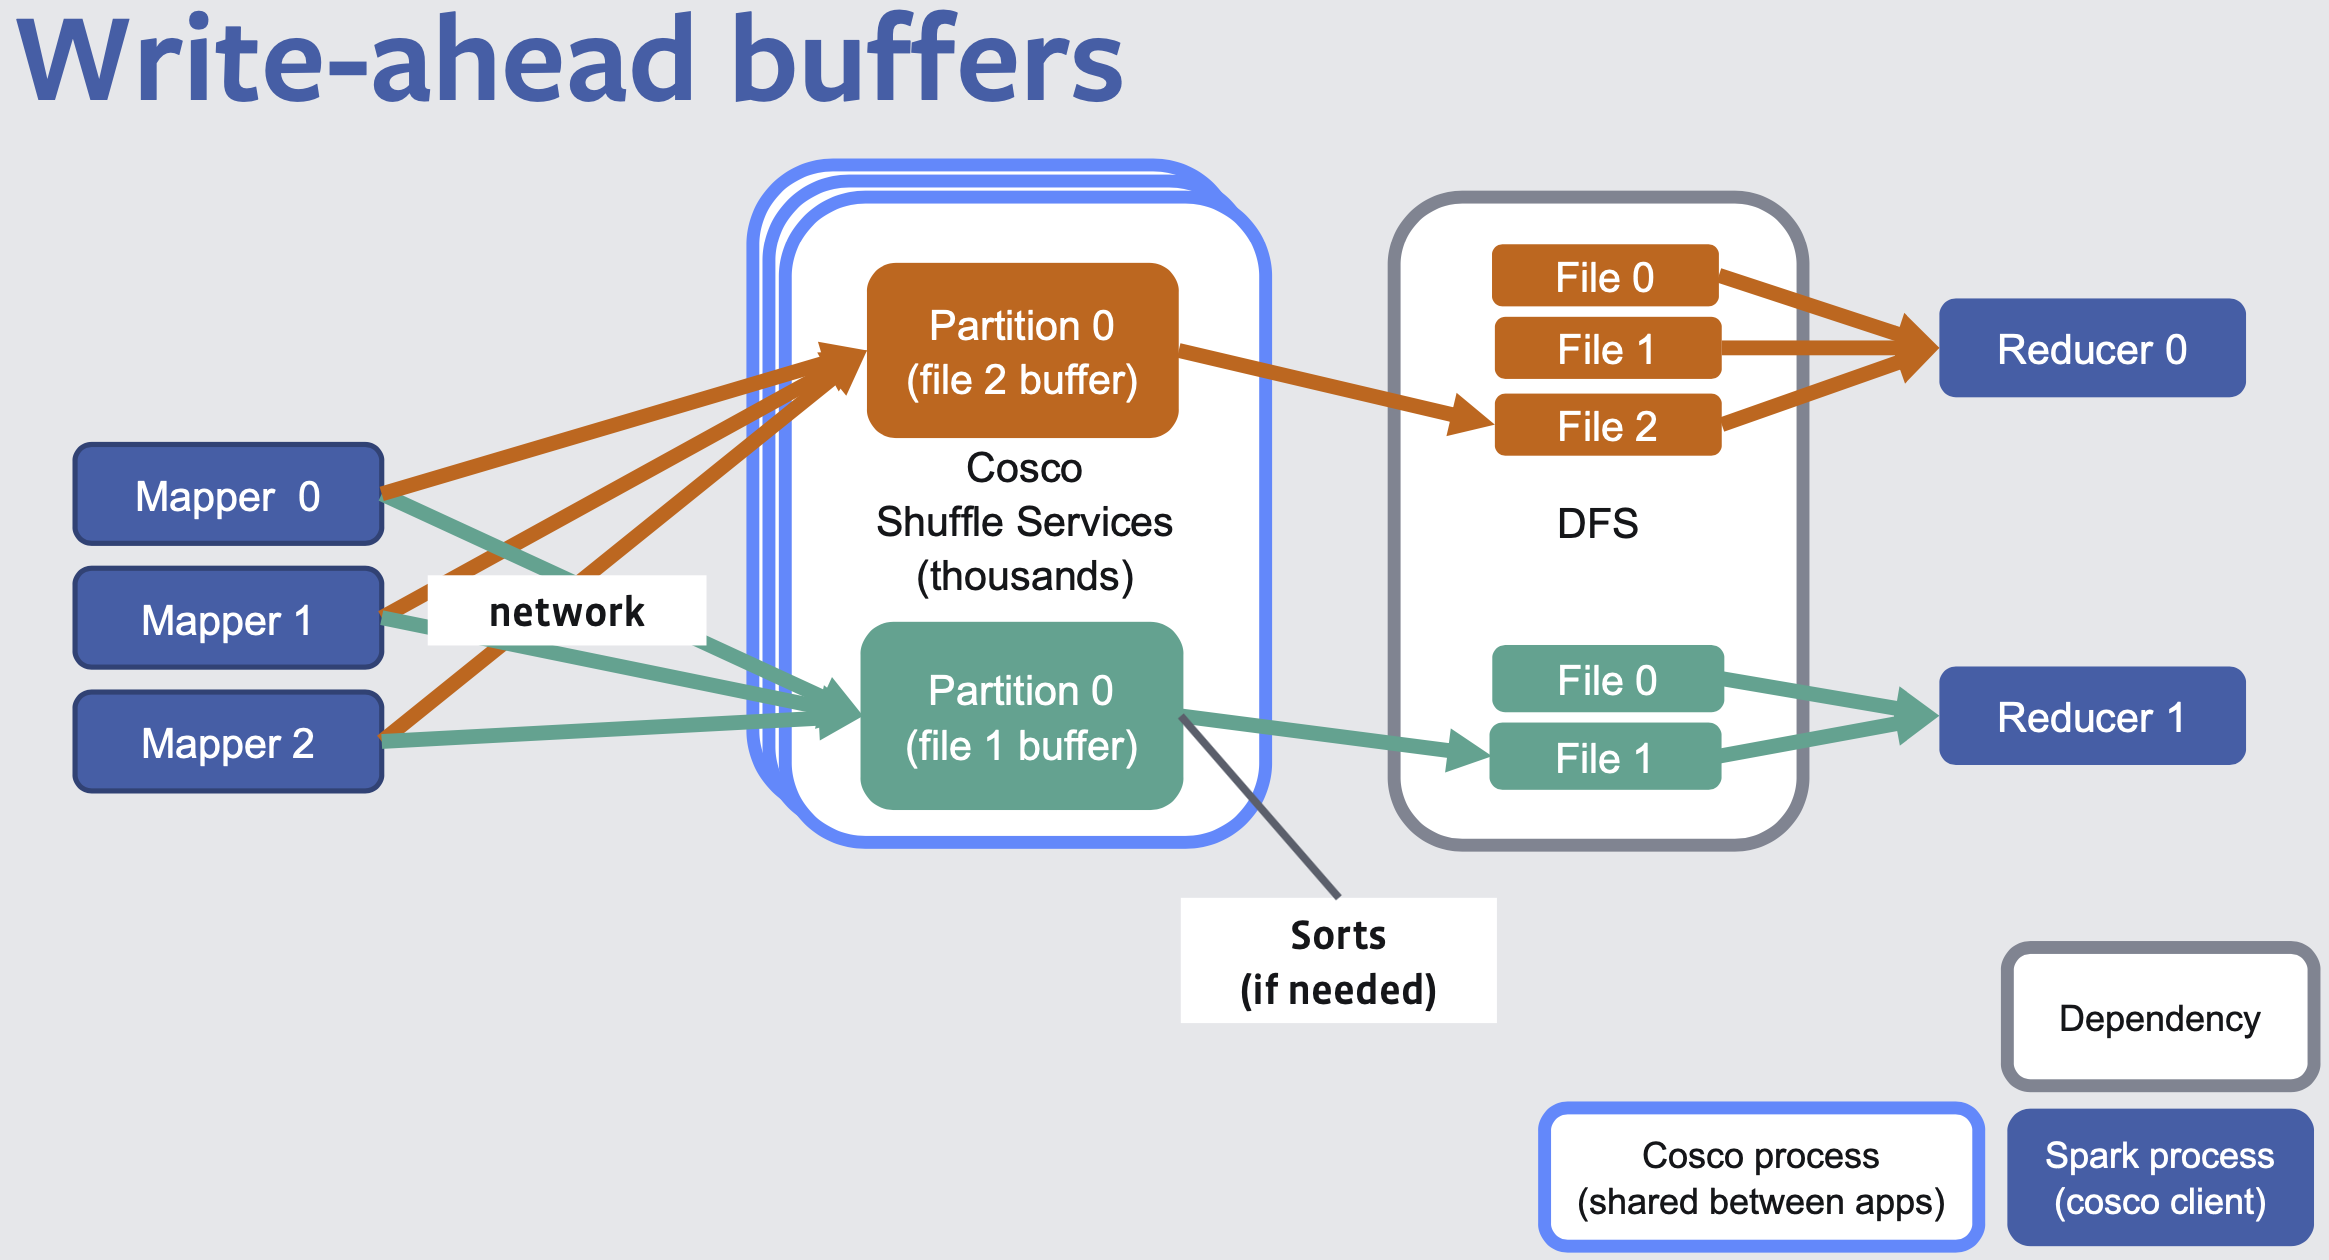 Write-ahead buffers
Mapper 0
Mapper 1
Mapper 2
network
Partition 0
(file 2 buffer)
Cosco
Shuffle Services
(thousands)
Partition 0
(file 1 buffer)
Sorts
(if needed)
File 0
File 1
File 2
DFS
File 0
File 1
Reducer 0
Reducer 1
Dependency
Cosco process
(shared between apps)
Spark process
(cosco client)